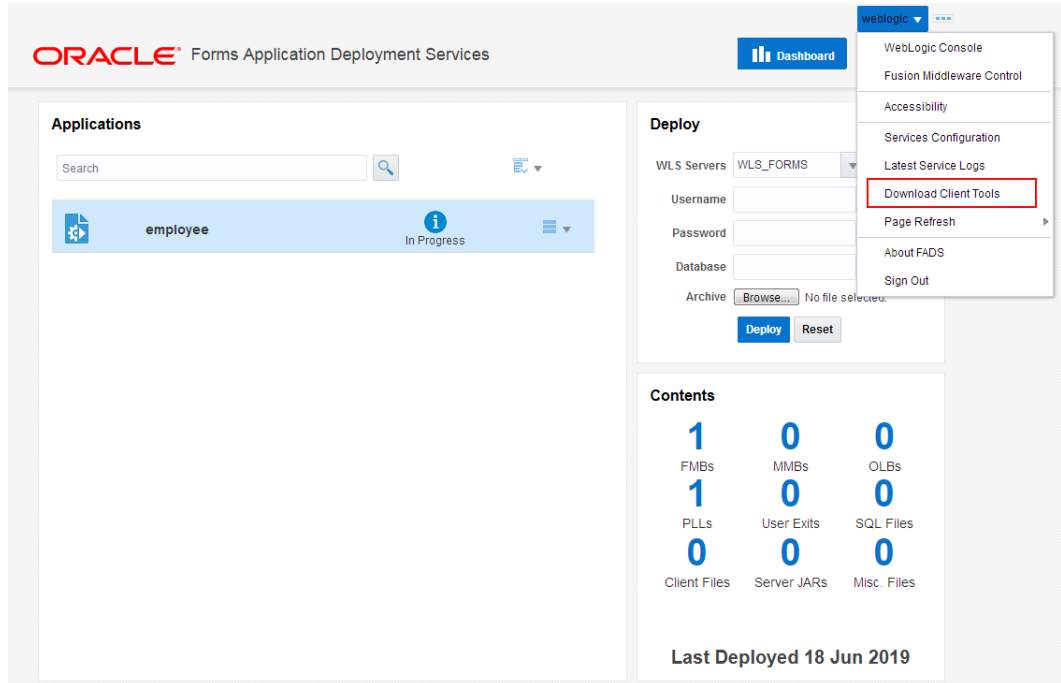 weblogic
ORACLE Forms Application Deployment Services
Dashboard
WebLogic Console
Fusion Middleware Control
Accessibility
Services Configuration
Latest Service Logs
Download Client Tools
Page Refresh
About FADS
Sign Out
Applications
Search
employee
In Progress
Deploy
WLS Servers WLS_FORMS
Username
Password
Database
Archive Browse... No file selected.
Deploy Reset
Contents
1 0 0
FMBs MMBs OLBs
1 0 0
PLLs User Exits SQL Files
0 0 0
Client Files Server JARs Misc. Files
Last Deployed 18 Jun 2019